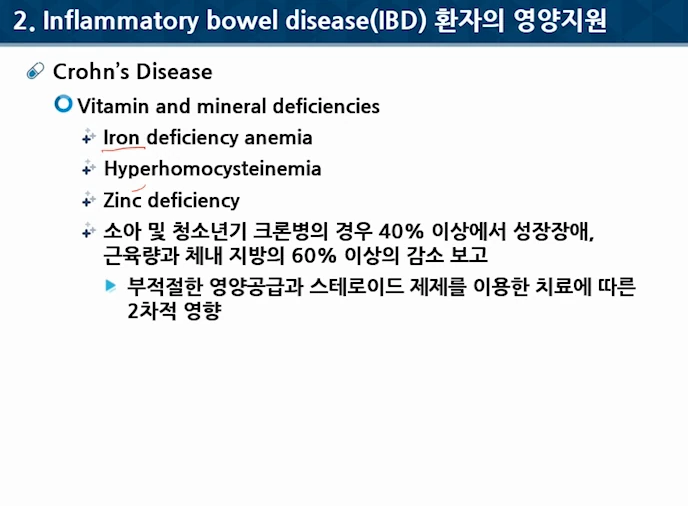 2. Inflammatory bowel disease(IBD) 환자의 영양지원
Crohn's Disease
Vitamin and mineral deficiencies
Iron deficiency anemia
Hyperhomocysteinemia
Zinc deficiency
소아 및 청소년기 크론병의 경우 40% 이상에서 성장장애,
근육량과 체내 지방의 60% 이상의 감소 보고
부적절한 영양공급과 스테로이드 제제를 이용한 치료에 따른
2차적 영향